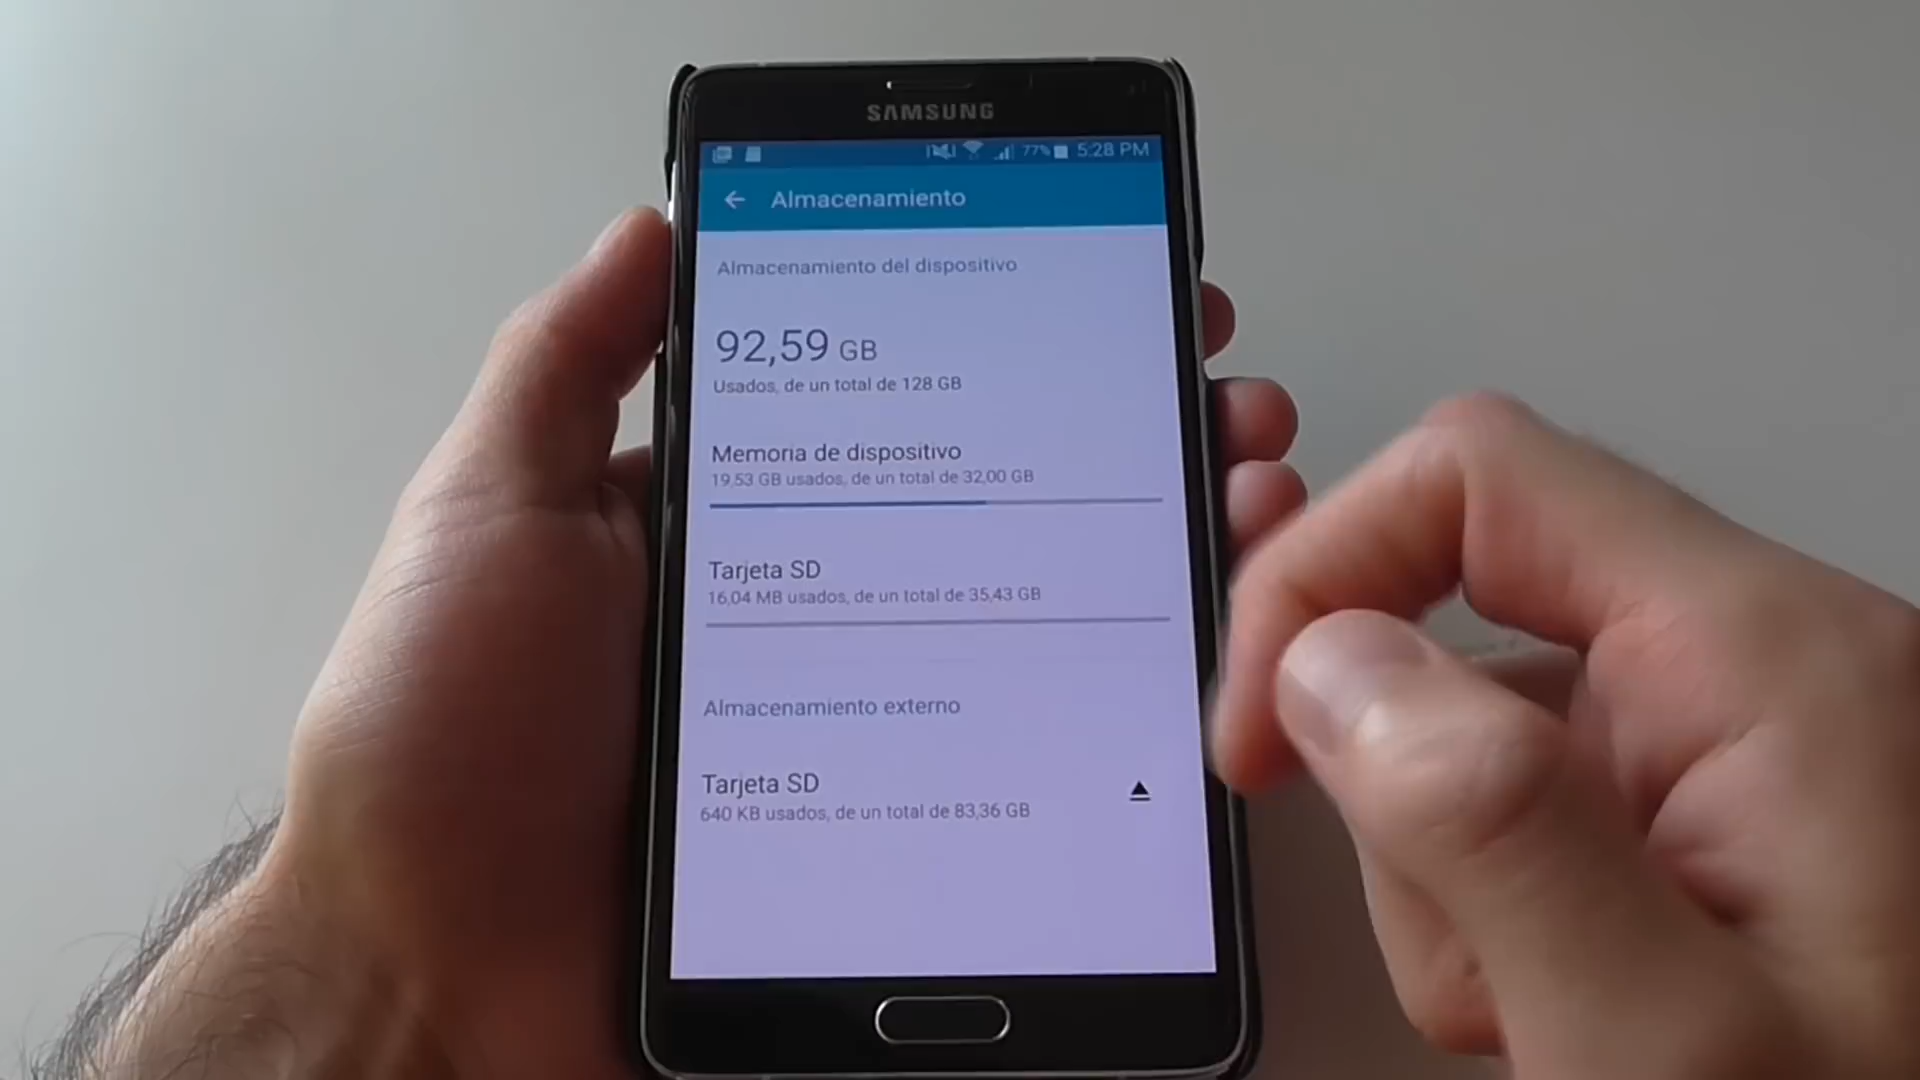 SAMSUNG
77% 5:28 PM
Almacenamiento
Almacenamiento del dispositivo
92,59 GB
Usados, de un total de 128 GB
Memoria de dispositivo
19,53 GB usados, de un total de 32,00 GB
Tarjeta SD
16,04 MB usados, de un total de 35,43 GB
Almacenamiento externo
Tarjeta SD
640 KB usados, de un total de 83,36 GB